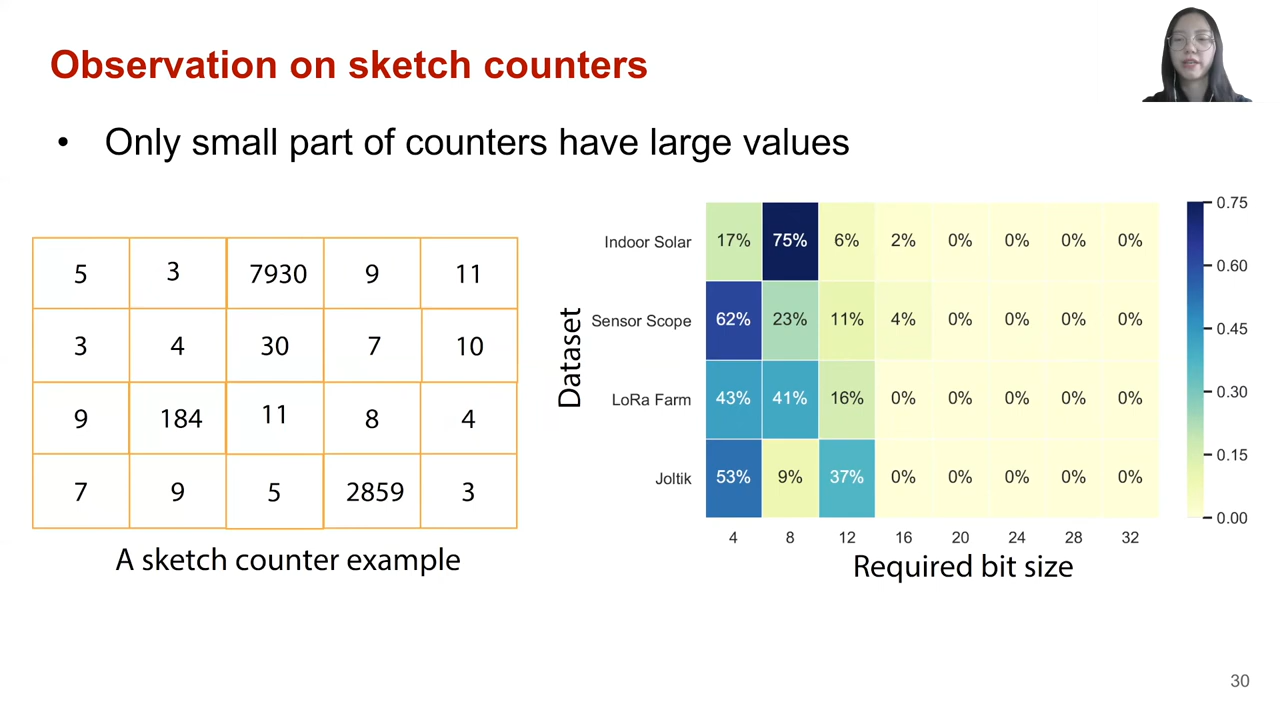 Observation on sketch counters
• Only small part of counters have large values
5 3 7930 9 11
3 4 30 7 10
9 184 11 8 4
7 9 5 2859 3
A sketch counter example
Dataset
Indoor Solar 17% 75% 6% 2% 0% 0% 0% 0%
Sensor Scope 62% 23% 11% 4% 0% 0% 0% 0%
LoRa Farm 43% 41% 16% 0% 0% 0% 0% 0%
Joltik 53% 9% 37% 0% 0% 0% 0% 0%
4 8 12 16 20 24 28 32
Required bit size
0.75
0.60
0.45
0.30
0.15
0.00
30